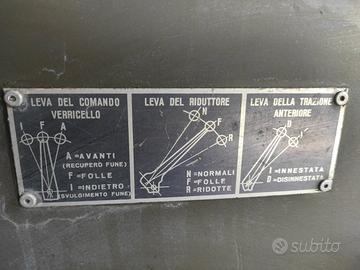 LEVA DEL COMANDO
VERRICELLO
I F A
A = AVANTI
(RECUPERO FUNE)
F = FOLLE
I = INDIETRO
(SVULGIMENTO FUNE)
LEVA DEL RIDUTTORE
N
F
R
N = NORMALI
F = FOLLE
R = RIDOTTE
LEVA DELLA TRAZIONE
ANTERIORE
D
I
I = INNESTATA
D = DISINNESTATA
subito